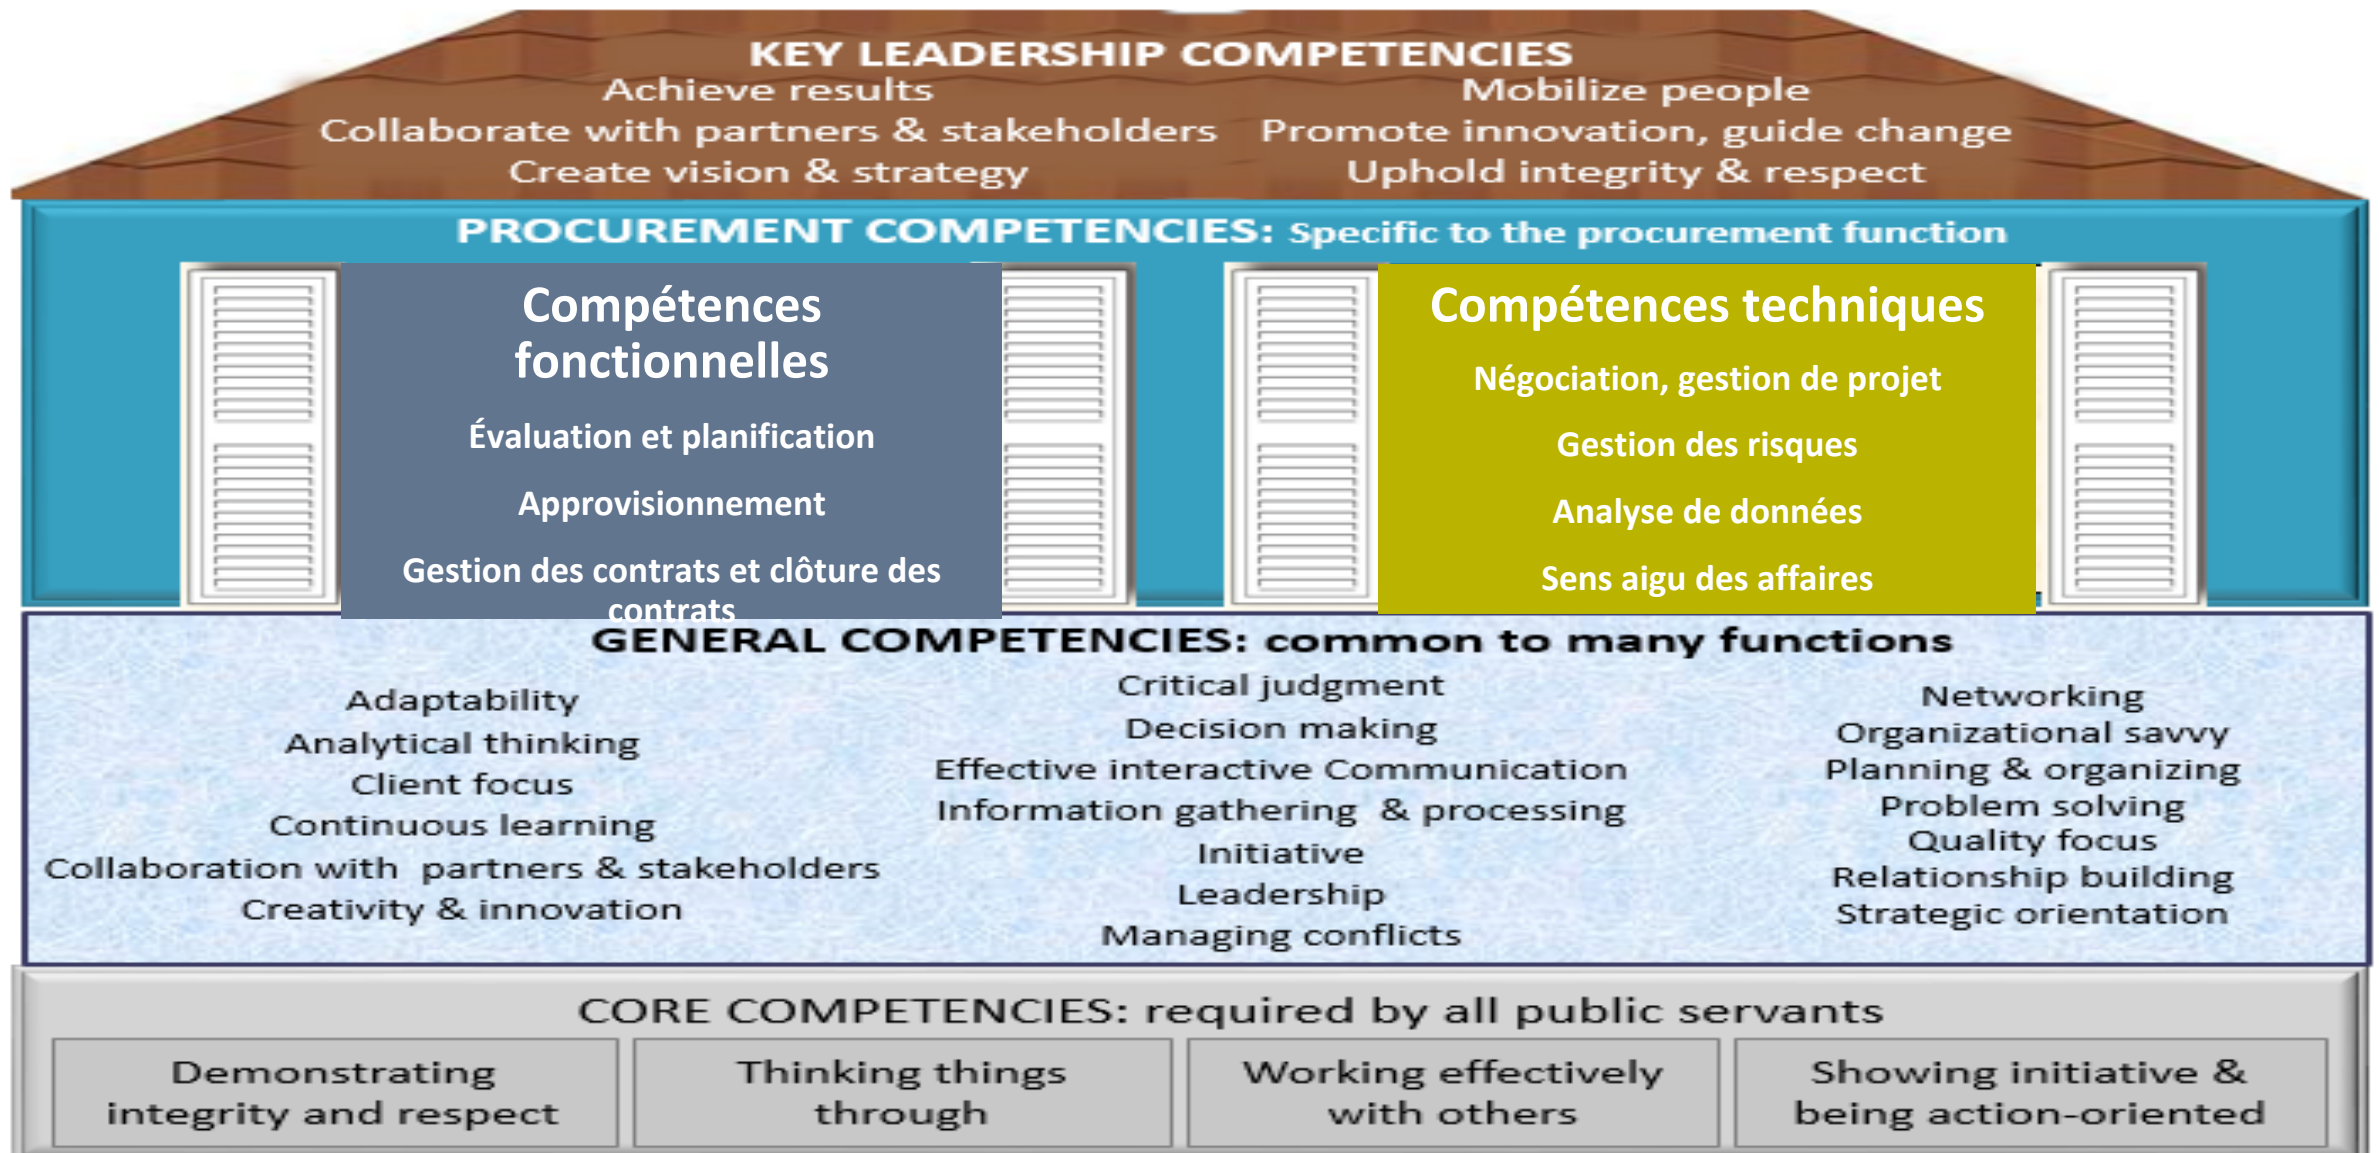 KEY LEADERSHIP COMPETENCIES
Achieve results
Collaborate with partners & stakeholders
Create vision & strategy
Mobilize people
Promote innovation, guide change
Uphold integrity & respect
PROCUREMENT COMPETENCIES: Specific to the procurement function
Compétences
fonctionnelles
Évaluation et planification
Approvisionnement
Gestion des contrats et clôture des
contrats
Compétences techniques
Négociation, gestion de projet
Gestion des risques
Analyse de données
Sens aigu des affaires
GENERAL COMPETENCIES: common to many functions
Adaptability
Analytical thinking
Client focus
Continuous learning
Collaboration with partners & stakeholders
Creativity & innovation
Critical judgment
Decision making
Effective interactive Communication
Information gathering & processing
Initiative
Leadership
Managing conflicts
Networking
Organizational savvy
Planning & organizing
Problem solving
Quality focus
Relationship building
Strategic orientation
CORE COMPETENCIES: required by all public servants
Demonstrating
integrity and respect
Thinking things
through
Working effectively
with others
Showing initiative &
being action-oriented